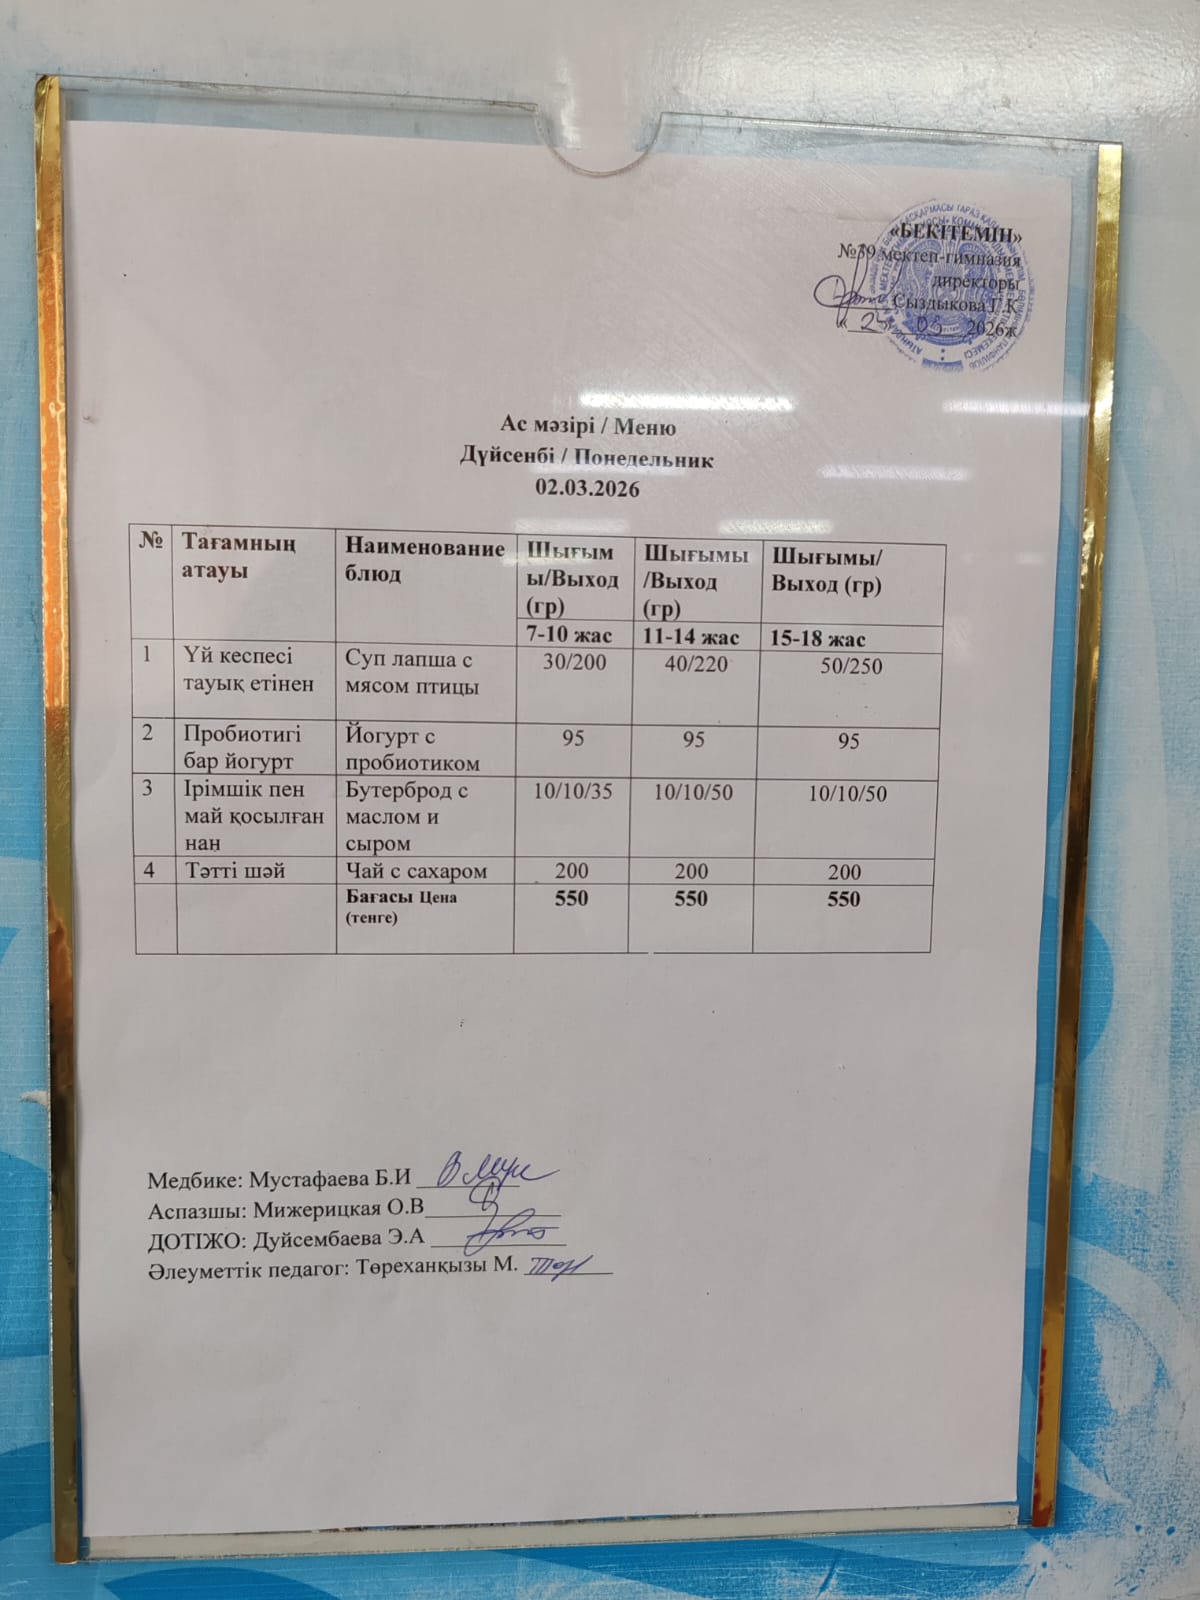 «БЕКІТЕМІН»
№39 мектеп-гимназия
директоры
Сыздыкова Г.К
2026ж
Ас мәзірі / Меню
Дүйсенбі / Понедельник
02.03.2026
№ Тағамның атауы Наименование блюд Шығымы/Выход (гр) Шығымы/Выход (гр) Шығымы/Выход (гр)
7-10 жас 11-14 жас 15-18 жас
1 Үй кеспесі тауық етінен Суп лапша с мясом птицы 30/200 40/220 50/250
2 Пробиотигі бар йогурт Йогурт с пробиотиком 95 95 95
3 Ірімшік пен май қосылған нан Бутерброд с маслом и сыром 10/10/35 10/10/50 10/10/50
4 Тәтті шәй Чай с сахаром 200 200 200
Бағасы Цена (тенге) 550 550 550
Медбике: Мустафаева Б.И
Аспазшы: Мижерицкая О.В
ДОТІЖО: Дуйсембаева Э.А
Әлеуметтік педагог: Төреханқызы М.